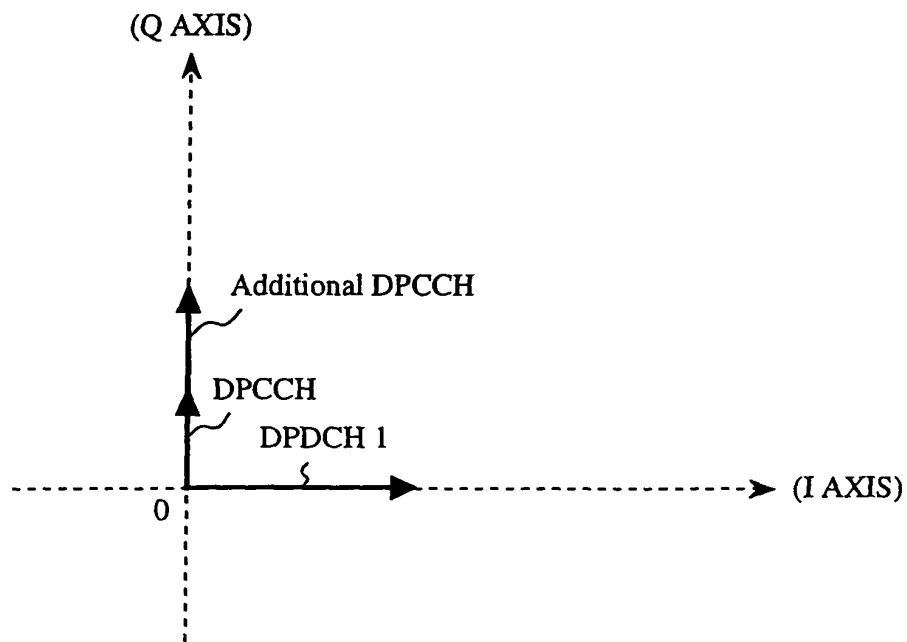 (Q AXIS)
Additional DPCCH
DPCCH
DPDCH 1
0
(I AXIS)